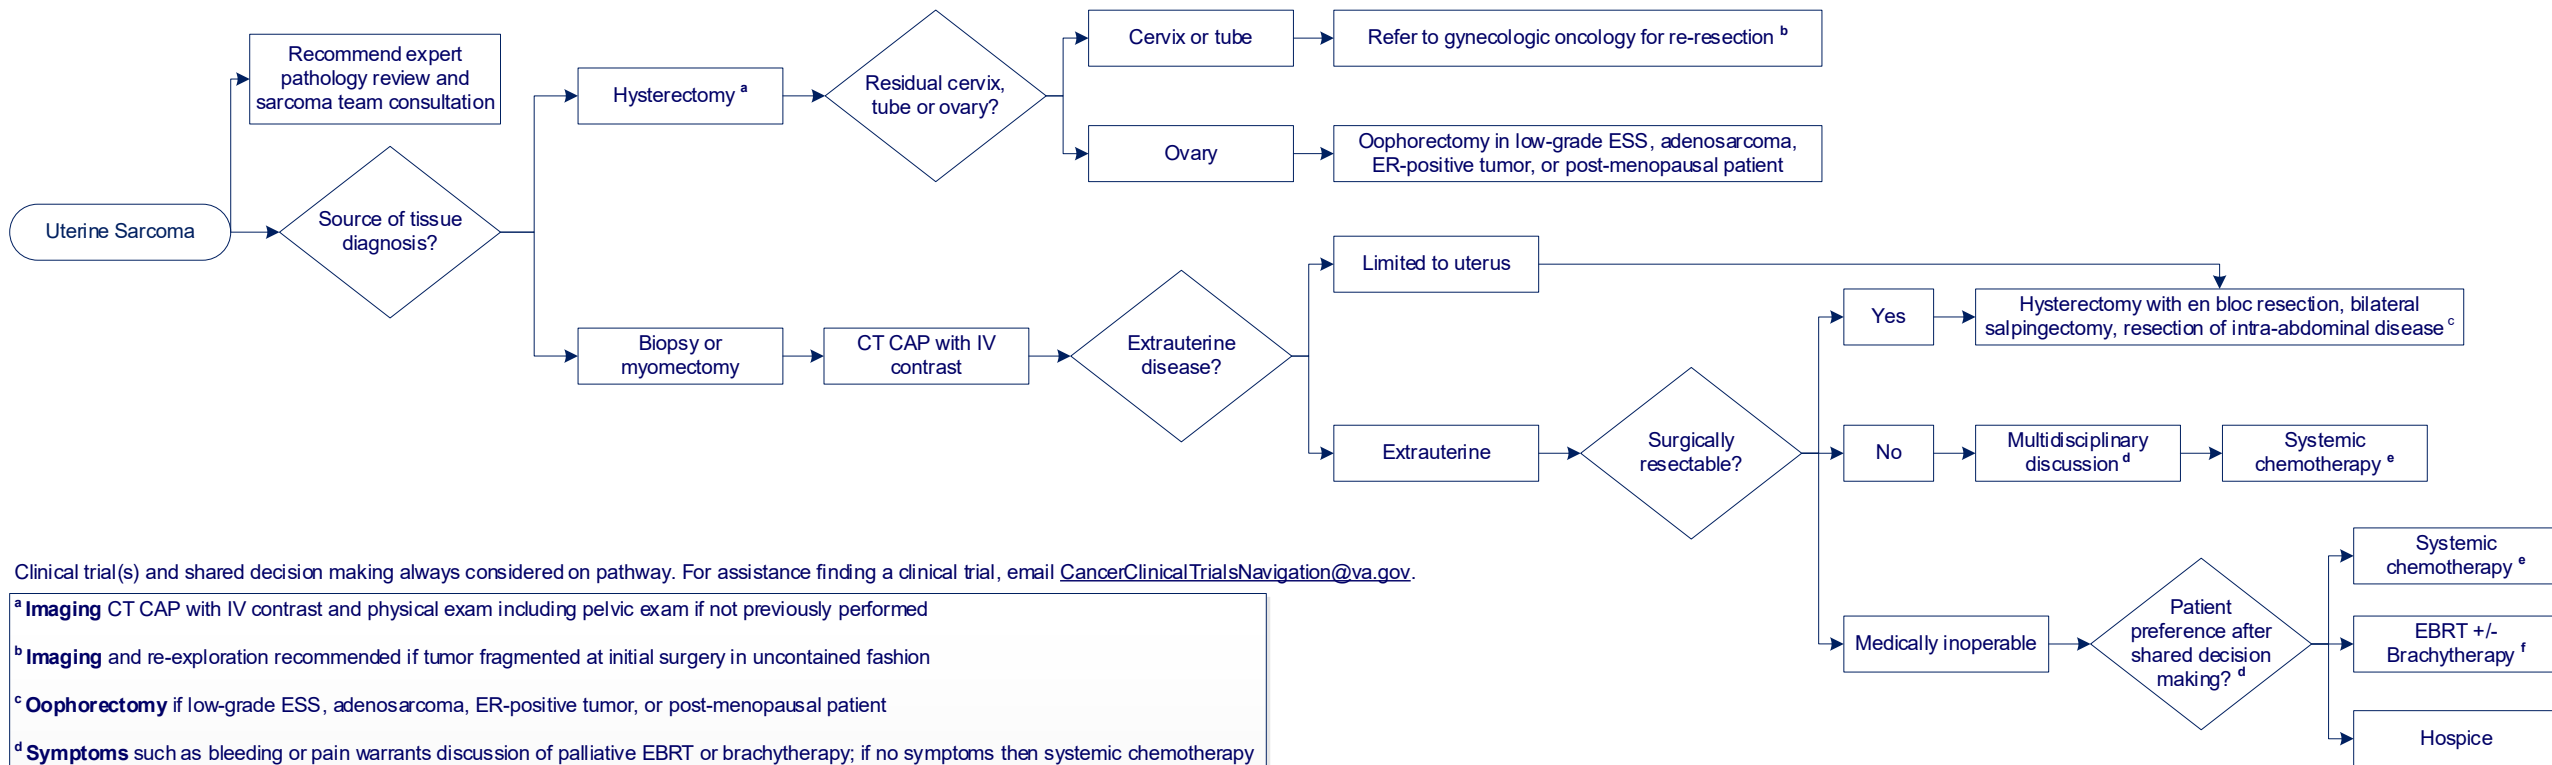 Recommend expert
pathology review and
sarcoma team consultation
Uterine Sarcoma
Source of tissue
diagnosis?
Hysterectomy a
Residual cervix,
tube or ovary?
Cervix or tube
Refer to gynecologic oncology for re-resection b
Ovary
Oophorectomy in low-grade ESS, adenosarcoma,
ER-positive tumor, or post-menopausal patient
Biopsy or
myomectomy
CT CAP with IV
contrast
Extrauterine
disease?
Limited to uterus
Extrauterine
Surgically
resectable?
Yes
Hysterectomy with en bloc resection, bilateral
salpingectomy, resection of intra-abdominal disease c
No
Multidisciplinary
discussion d
Systemic
chemotherapy e
Medically inoperable
Patient
preference after
shared decision
making? d
Systemic
chemotherapy e
EBRT +/-
Brachytherapy f
Hospice
Clinical trial(s) and shared decision making always considered on pathway. For assistance finding a clinical trial, email CancerClinicalTrialsNavigation@va.gov.
a Imaging CT CAP with IV contrast and physical exam including pelvic exam if not previously performed
b Imaging and re-exploration recommended if tumor fragmented at initial surgery in uncontained fashion
c Oophorectomy if low-grade ESS, adenosarcoma, ER-positive tumor, or post-menopausal patient
d Symptoms such as bleeding or pain warrants discussion of palliative EBRT or brachytherapy; if no symptoms then systemic chemotherapy